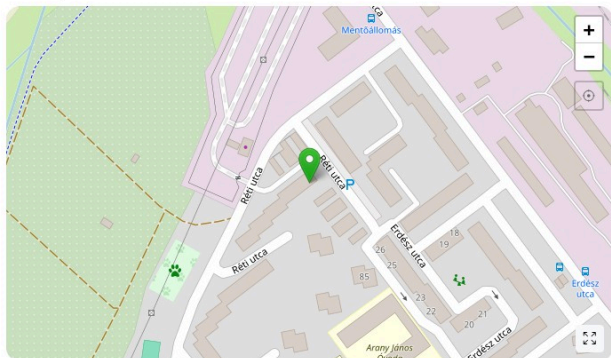 utca
Mentőállomás
+
−
Réti utca
P
Réti utca
Erdész utca
18
19
26
25
Réti utca
85
23
22
21
20
Erdész
utca
Erdész utca
Arany János
Óvoda